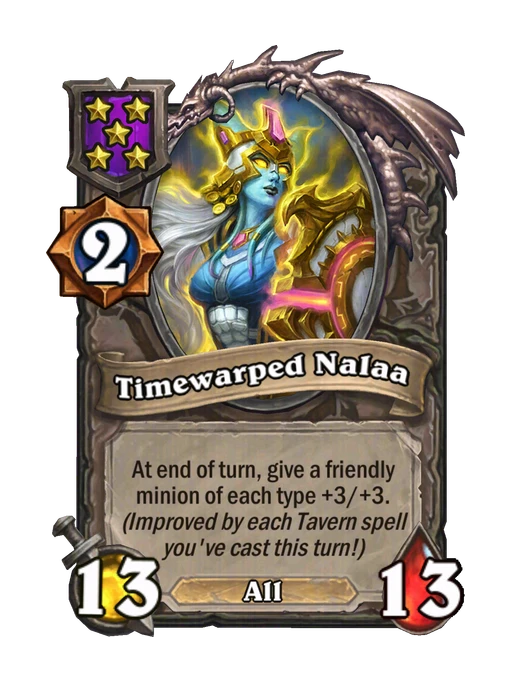 2
Timewarped Nalaa
At end of turn, give a friendly
minion of each type +3/+3.
(Improved by each Tavern spell
you've cast this turn!)
13
All
13